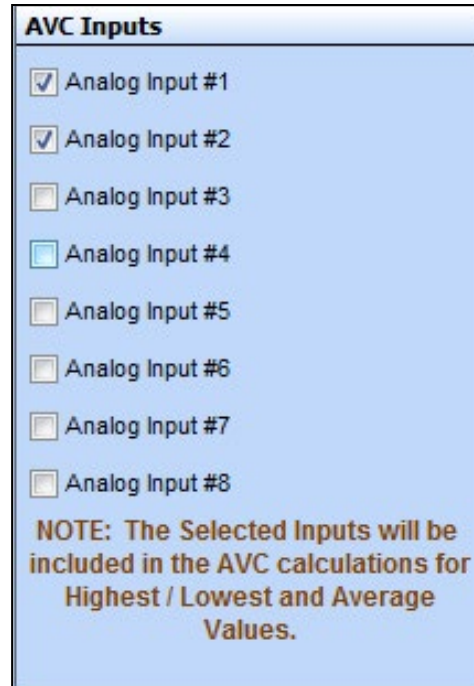 AVC Inputs
Analog Input #1
Analog Input #2
Analog Input #3
Analog Input #4
Analog Input #5
Analog Input #6
Analog Input #7
Analog Input #8
NOTE: The Selected Inputs will be
included in the AVC calculations for
Highest / Lowest and Average
Values.